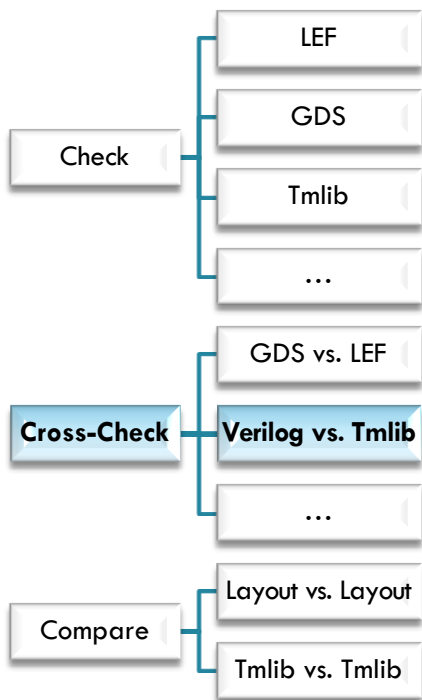 LEF
GDS
Check
Tmlib
…
GDS vs. LEF
Cross-Check
Verilog vs. Tmlib
…
Layout vs. Layout
Compare
Tmlib vs. Tmlib